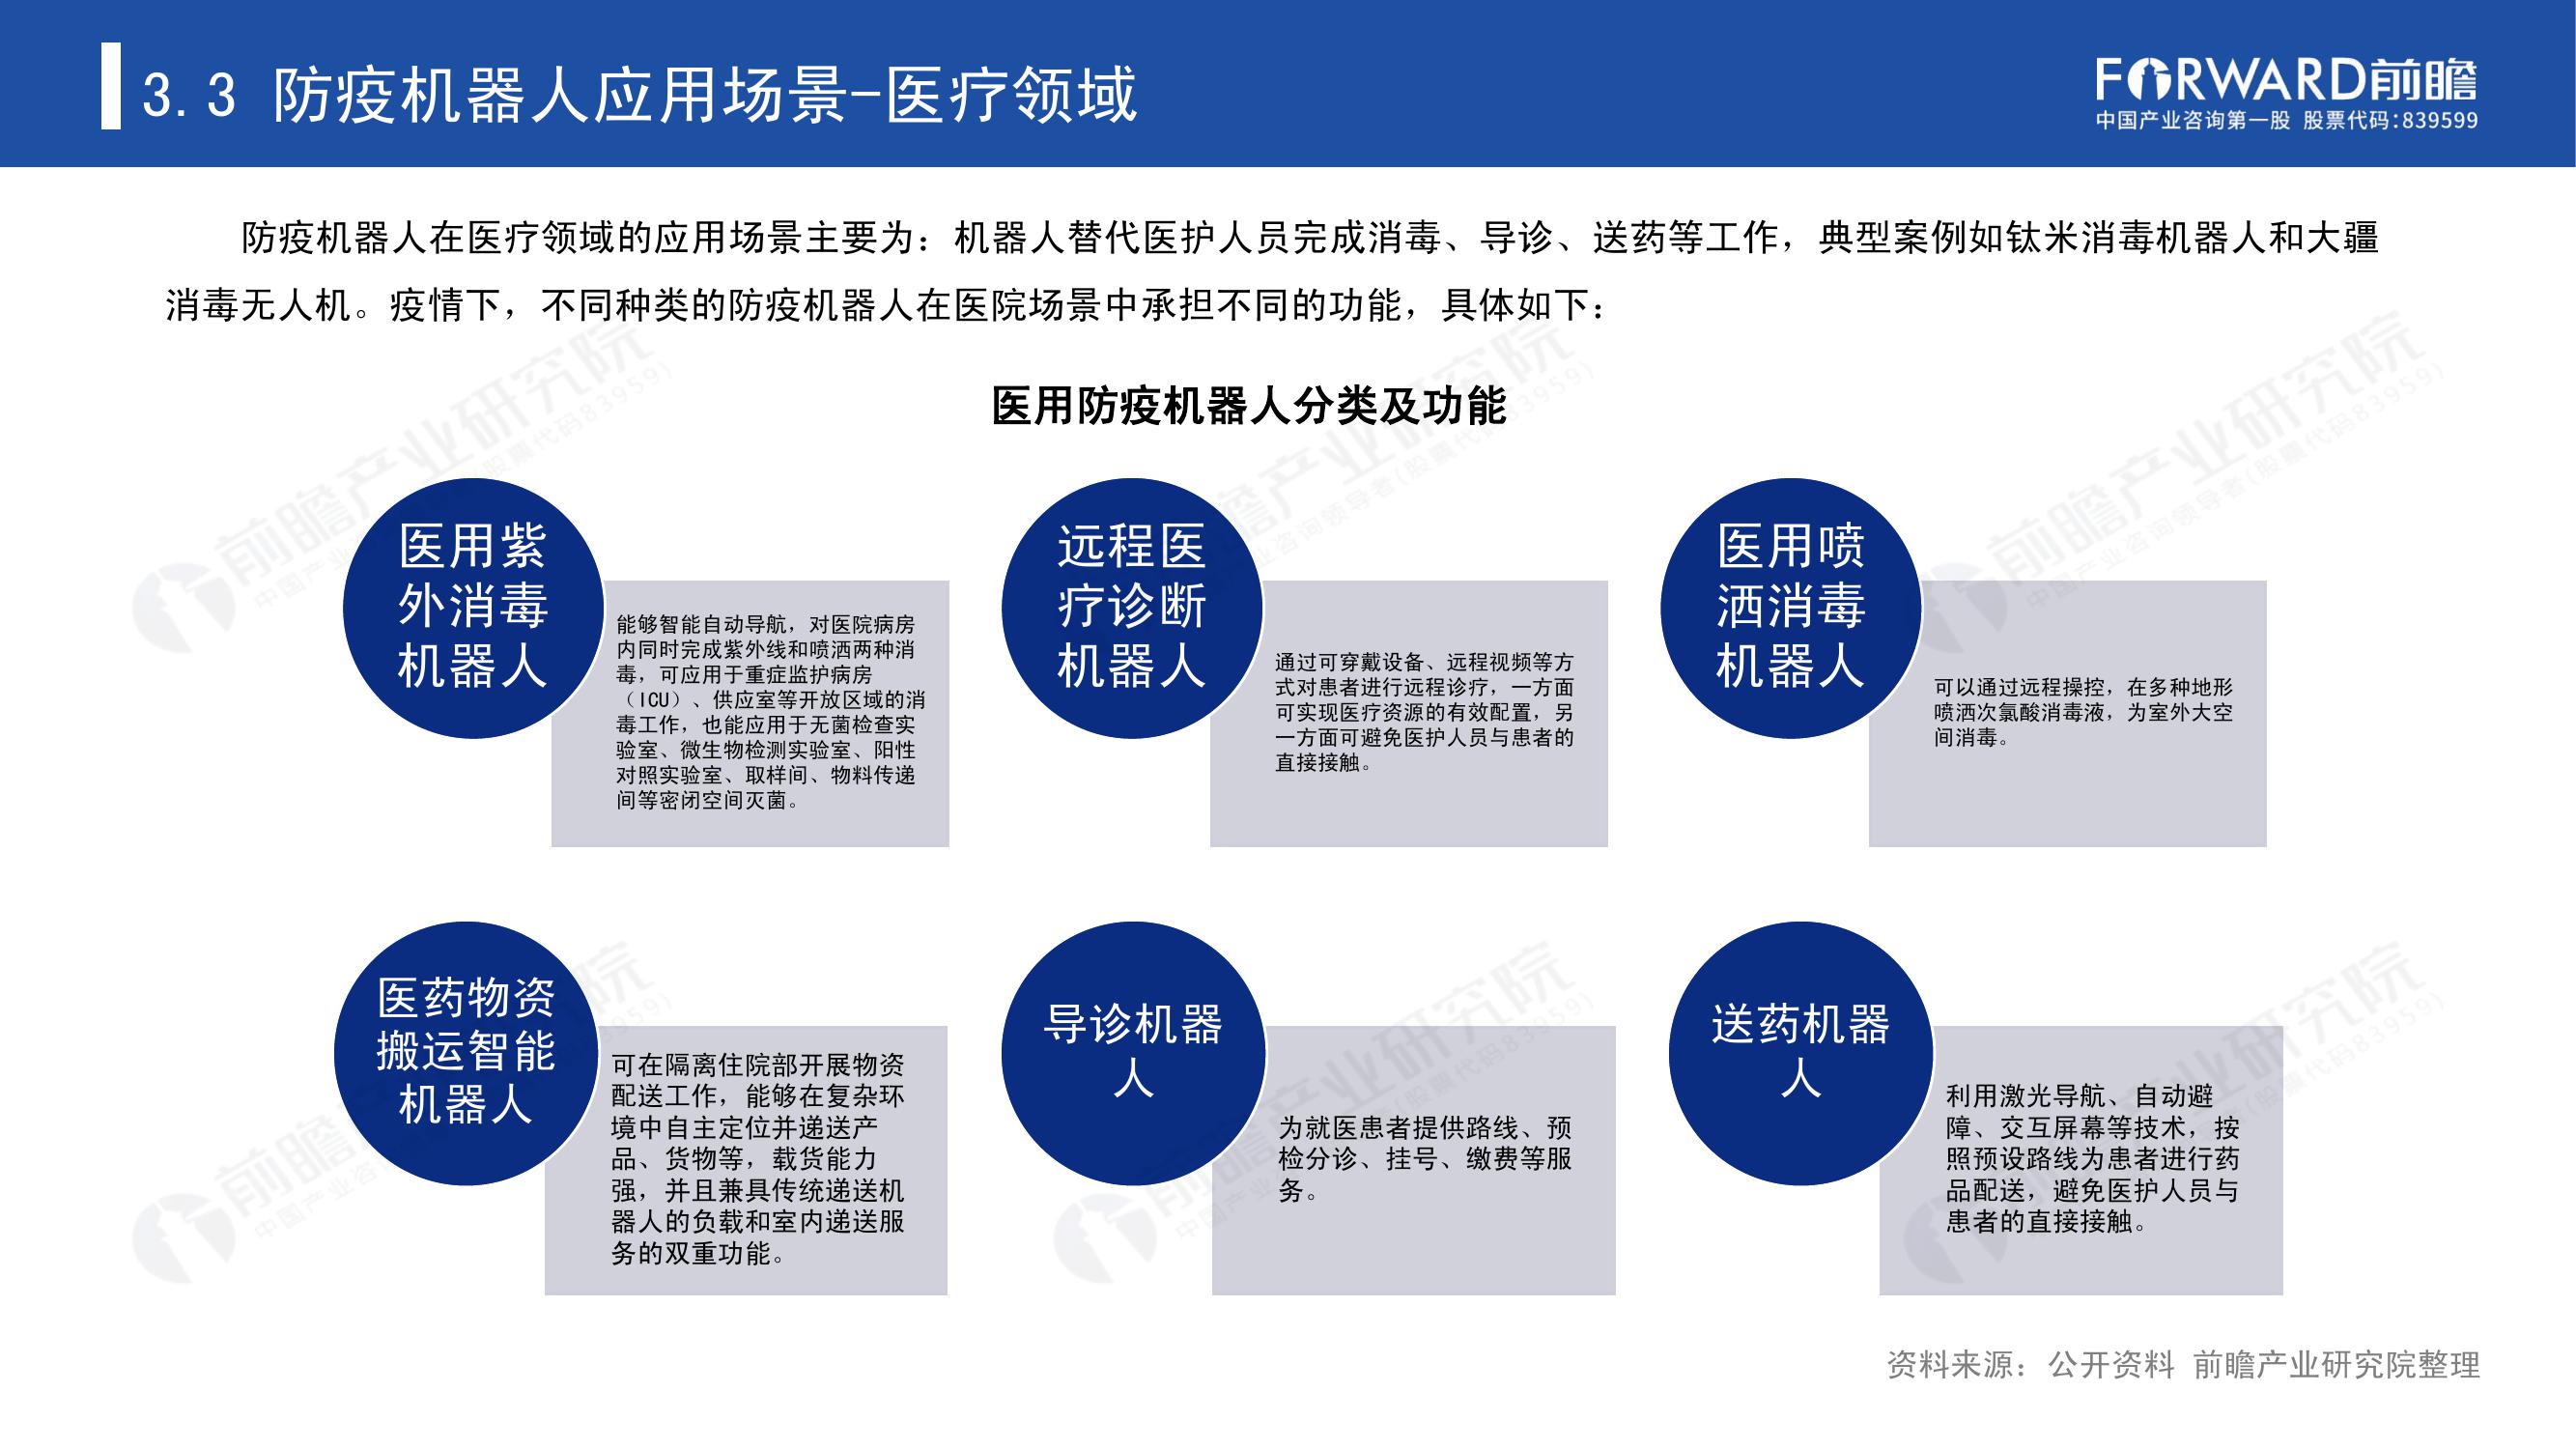 3.3 防疫机器人应用场景-医疗领域
FORWARD前瞻
中国产业咨询第一股 股票代码:839599
防疫机器人在医疗领域的应用场景主要为：机器人替代医护人员完成消毒、导诊、送药等工作，典型案例如钛米消毒机器人和大疆
消毒无人机。疫情下，不同种类的防疫机器人在医院场景中承担不同的功能，具体如下：
医用防疫机器人分类及功能
医用紫
外消毒
机器人
能够智能自动导航，对医院病房
内同时完成紫外线和喷洒两种消
毒，可应用于重症监护病房
（ICU）、供应室等开放区域的消
毒工作，也能应用于无菌检查实
验室、微生物检测实验室、阳性
对照实验室、取样间、物料传递
间等密闭空间灭菌。
远程医
疗诊断
机器人
通过可穿戴设备、远程视频等方
式对患者进行远程诊疗，一方面
可实现医疗资源的有效配置，另
一方面可避免医护人员与患者的
直接接触。
医用喷
洒消毒
机器人
可以通过远程操控，在多种地形
喷洒次氯酸消毒液，为室外大空
间消毒。
医药物资
搬运智能
机器人
可在隔离住院部开展物资
配送工作，能够在复杂环
境中自主定位并递送产
品、货物等，载货能力
强，并且兼具传统递送机
器人的负载和室内递送服
务的双重功能。
导诊机器
人
为就医患者提供路线、预
检分诊、挂号、缴费等服
务。
送药机器
人
利用激光导航、自动避
障、交互屏幕等技术，按
照预设路线为患者进行药
品配送，避免医护人员与
患者的直接接触。
资料来源：公开资料 前瞻产业研究院整理
前瞻产业研究院
中国产业咨询领导者(股票代码83959)